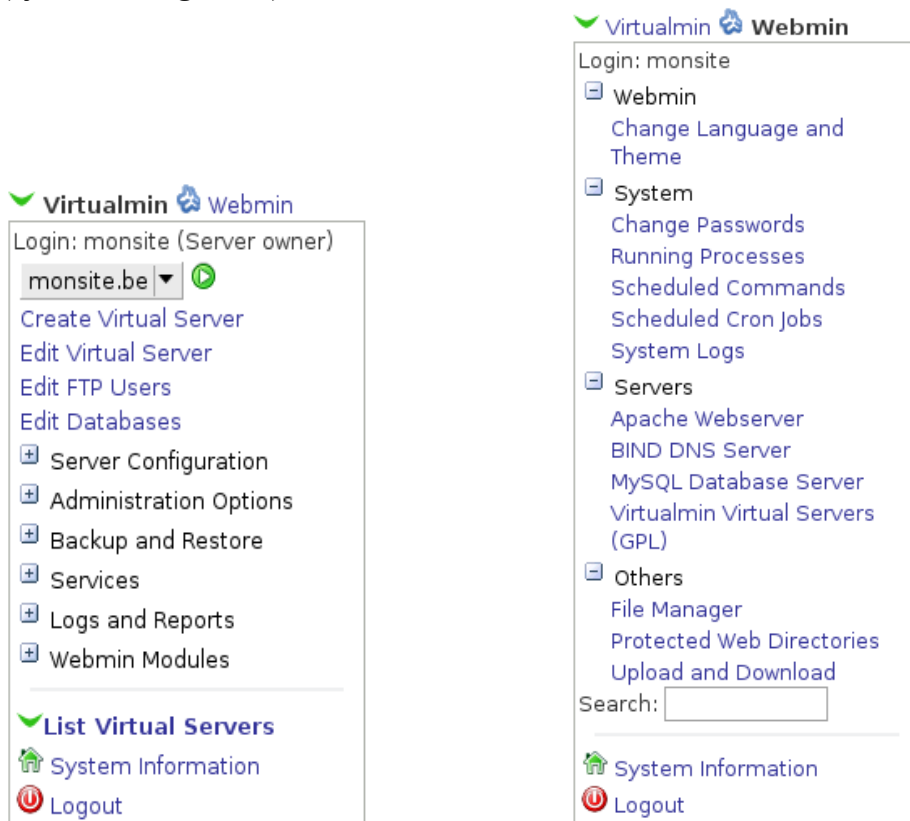 Virtualmin Webmin
Login: monsite (Server owner)
monsite.be
Create Virtual Server
Edit Virtual Server
Edit FTP Users
Edit Databases
Server Configuration
Administration Options
Backup and Restore
Services
Logs and Reports
Webmin Modules
List Virtual Servers
System Information
Logout
Virtualmin Webmin
Login: monsite
Webmin
Change Language and
Theme
System
Change Passwords
Running Processes
Scheduled Commands
Scheduled Cron Jobs
System Logs
Servers
Apache Webserver
BIND DNS Server
MySQL Database Server
Virtualmin Virtual Servers
(GPL)
Others
File Manager
Protected Web Directories
Upload and Download
Search:
System Information
Logout